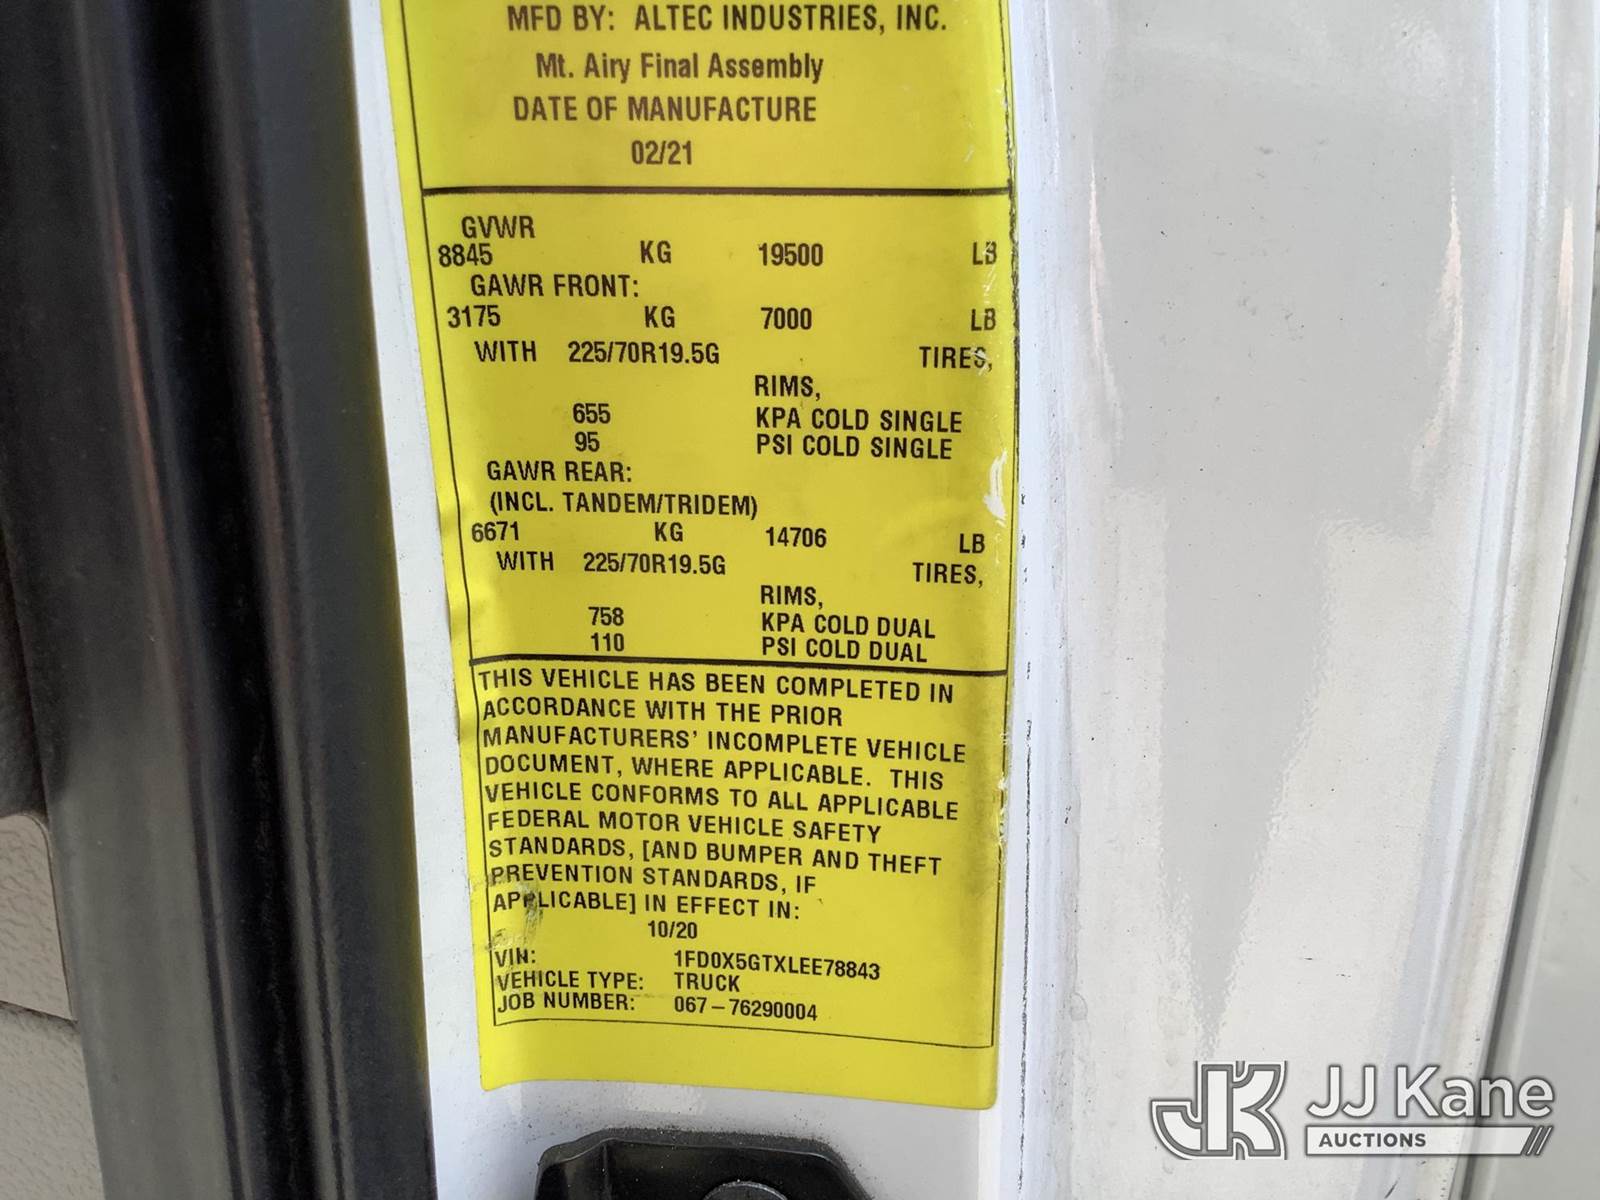 MFD BY: ALTEC INDUSTRIES, INC.
Mt. Airy Final Assembly
DATE OF MANUFACTURE
02/21
GVWR
8845 KG 19500 LB
GAWR FRONT:
3175 KG 7000 LB
WITH 225/70R19.5G TIRES,
RIMS,
655 KPA COLD SINGLE
95 PSI COLD SINGLE
GAWR REAR:
(INCL. TANDEM/TRIDEM)
6671 KG 14706 LB
WITH 225/70R19.5G TIRES,
RIMS,
758 KPA COLD DUAL
110 PSI COLD DUAL
THIS VEHICLE HAS BEEN COMPLETED IN
ACCORDANCE WITH THE PRIOR
MANUFACTURERS' INCOMPLETE VEHICLE
DOCUMENT, WHERE APPLICABLE. THIS
VEHICLE CONFORMS TO ALL APPLICABLE
FEDERAL MOTOR VEHICLE SAFETY
STANDARDS, [AND BUMPER AND THEFT
PREVENTION STANDARDS, IF
APPLICABLE] IN EFFECT IN:
10/20
VIN: 1FD0X5GTXLEE78843
VEHICLE TYPE: TRUCK
JOB NUMBER: 067-76290004
JK JJ Kane
AUCTIONS